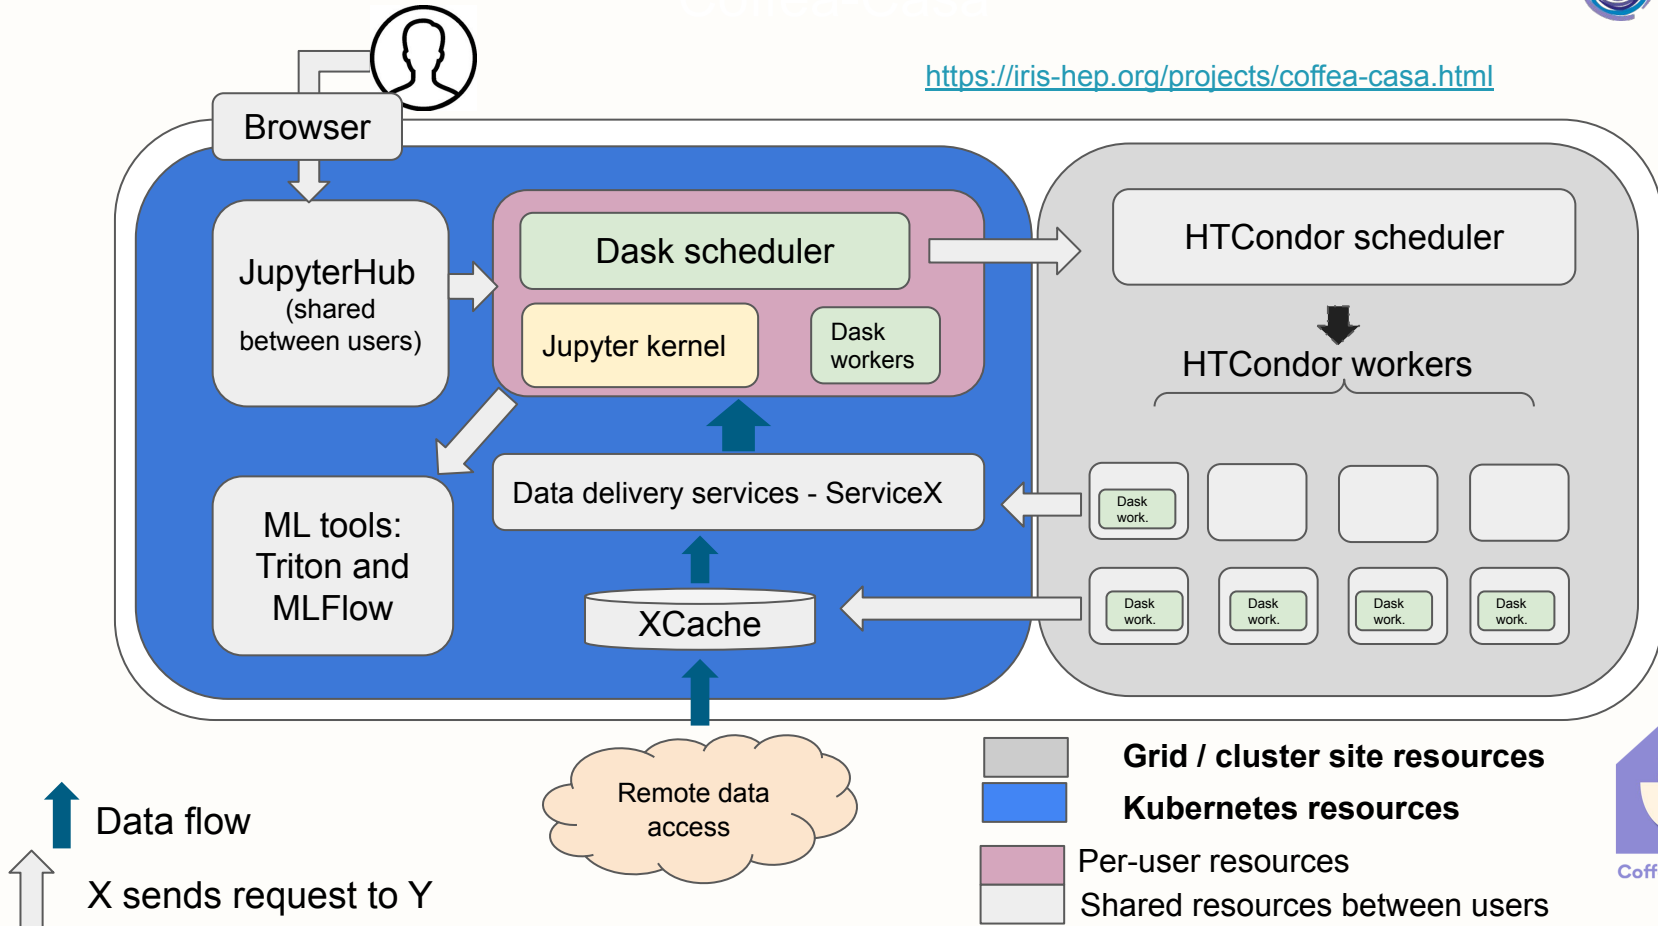 Coffea-Casa
https://iris-hep.org/projects/coffea-casa.html
Browser
JupyterHub
(shared
between users)
Dask scheduler
Jupyter kernel
Dask
workers
HTCondor scheduler
HTCondor workers
Data delivery services - ServiceX
ML tools:
Triton and
MLFlow
XCache
Dask
work.
Dask
work.
Dask
work.
Dask
work.
Dask
work.
Remote data
access
Data flow
X sends request to Y
Grid / cluster site resources
Kubernetes resources
Per-user resources
Shared resources between users
Coff